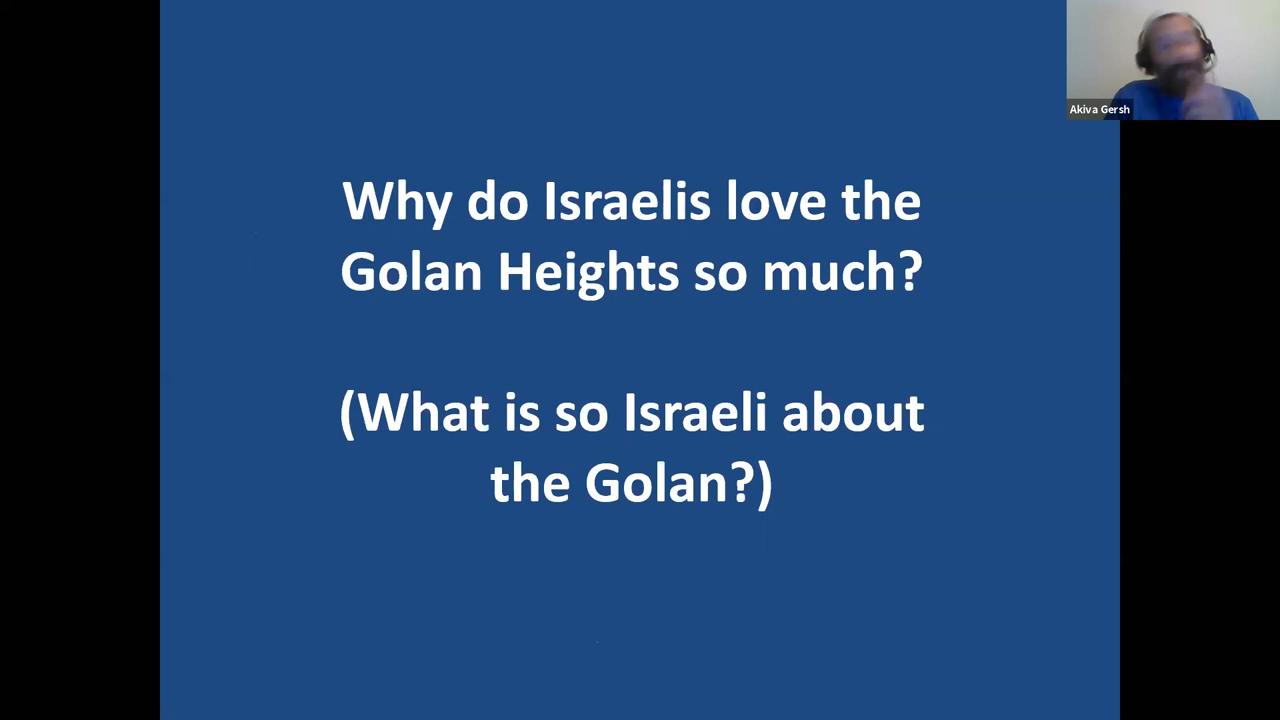 Akiva Gersh
Why do Israelis love the
Golan Heights so much?
(What is so Israeli about
the Golan?)